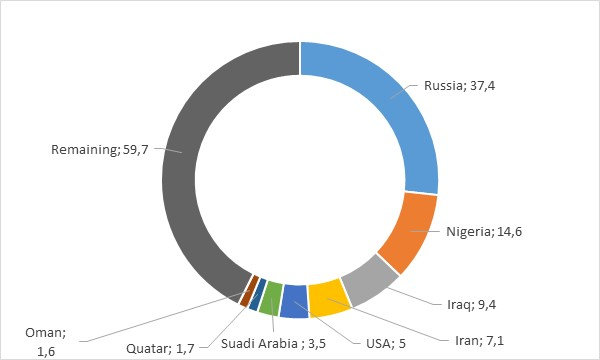 Russia; 37,4
Remaining; 59,7
Nigeria; 14,6
Iraq; 9,4
Oman;
1,6
Quatar; 1,7
Suadi Arabia ; 3,5
USA; 5
Iran; 7,1